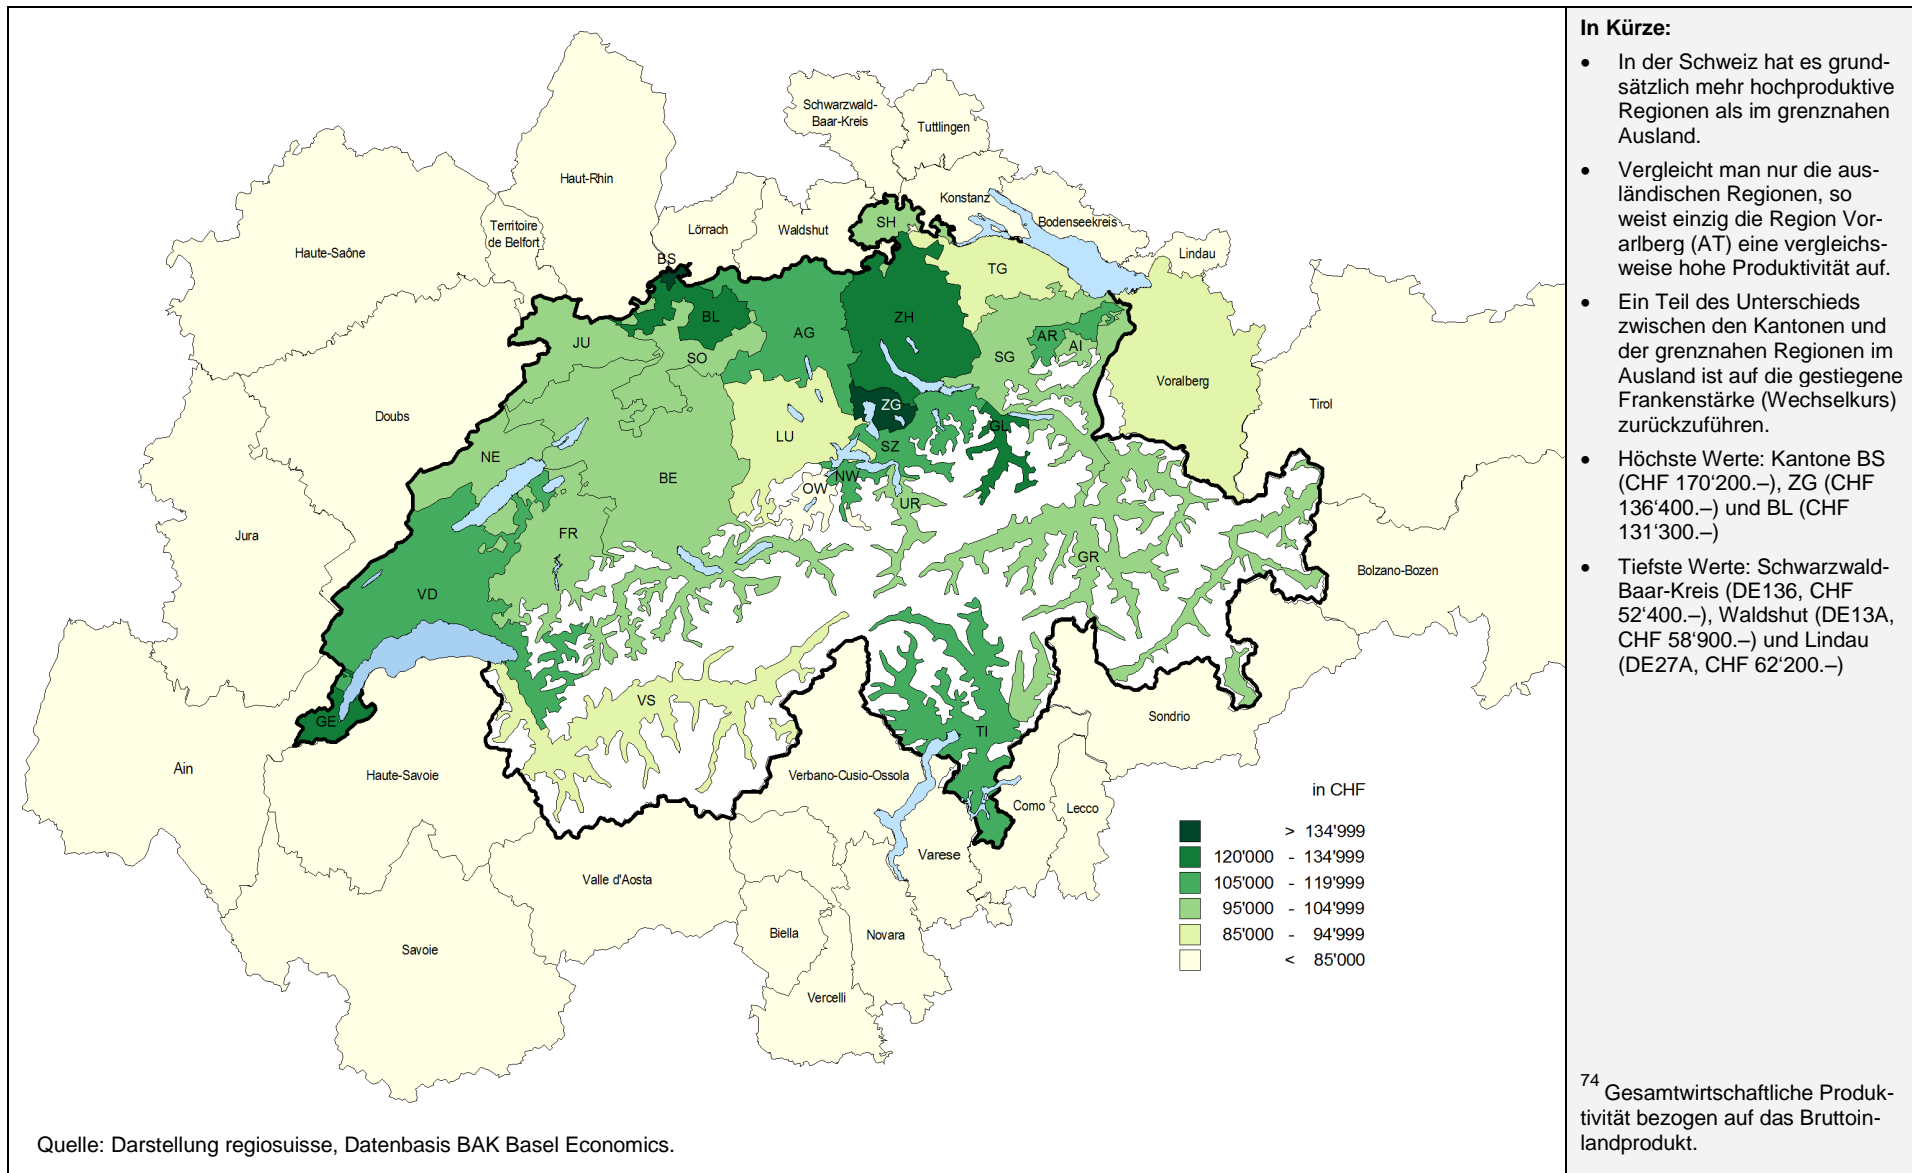 Schwarzwald-
Baar-Kreis
Tuttlingen
Haut-Rhin
Konstanz
Bodenseekreis
Territoire
de Belfort
Lörrach
Waldshut
SH
Haute-Saône
Lindau
BS
TG
BL
AG
ZH
JU
SO
AR
AI
SG
Voralberg
Tirol
Doubs
ZG
LU
GL
SZ
NE
BE
NW
OW
UR
Jura
FR
GR
Bolzano-Bozen
VD
VS
Sondrio
GE
TI
Ain
Haute-Savoie
Verbano-Cusio-Ossola
Como
Lecco
Varese
Valle d'Aosta
Biella
Novara
Savoie
Vercelli
in CHF
> 134'999
120'000 - 134'999
105'000 - 119'999
95'000 - 104'999
85'000 - 94'999
< 85'000
Quelle: Darstellung regiosuisse, Datenbasis BAK Basel Economics.
In Kürze:
• In der Schweiz hat es grund-
sätzlich mehr hochproduktive
Regionen als im grenznahen
Ausland.
• Vergleicht man nur die aus-
ländischen Regionen, so
weist einzig die Region Vor-
arlberg (AT) eine vergleichs-
weise hohe Produktivität auf.
• Ein Teil des Unterschieds
zwischen den Kantonen und
der grenznahen Regionen im
Ausland ist auf die gestiegene
Frankenstärke (Wechselkurs)
zurückzuführen.
• Höchste Werte: Kantone BS
(CHF 170‘200.–), ZG (CHF
136‘400.–) und BL (CHF
131‘300.–)
• Tiefste Werte: Schwarzwald-
Baar-Kreis (DE136, CHF
52‘400.–), Waldshut (DE13A,
CHF 58‘900.–) und Lindau
(DE27A, CHF 62‘200.–)
74 Gesamtwirtschaftliche Produk-
tivität bezogen auf das Bruttoin-
landprodukt.